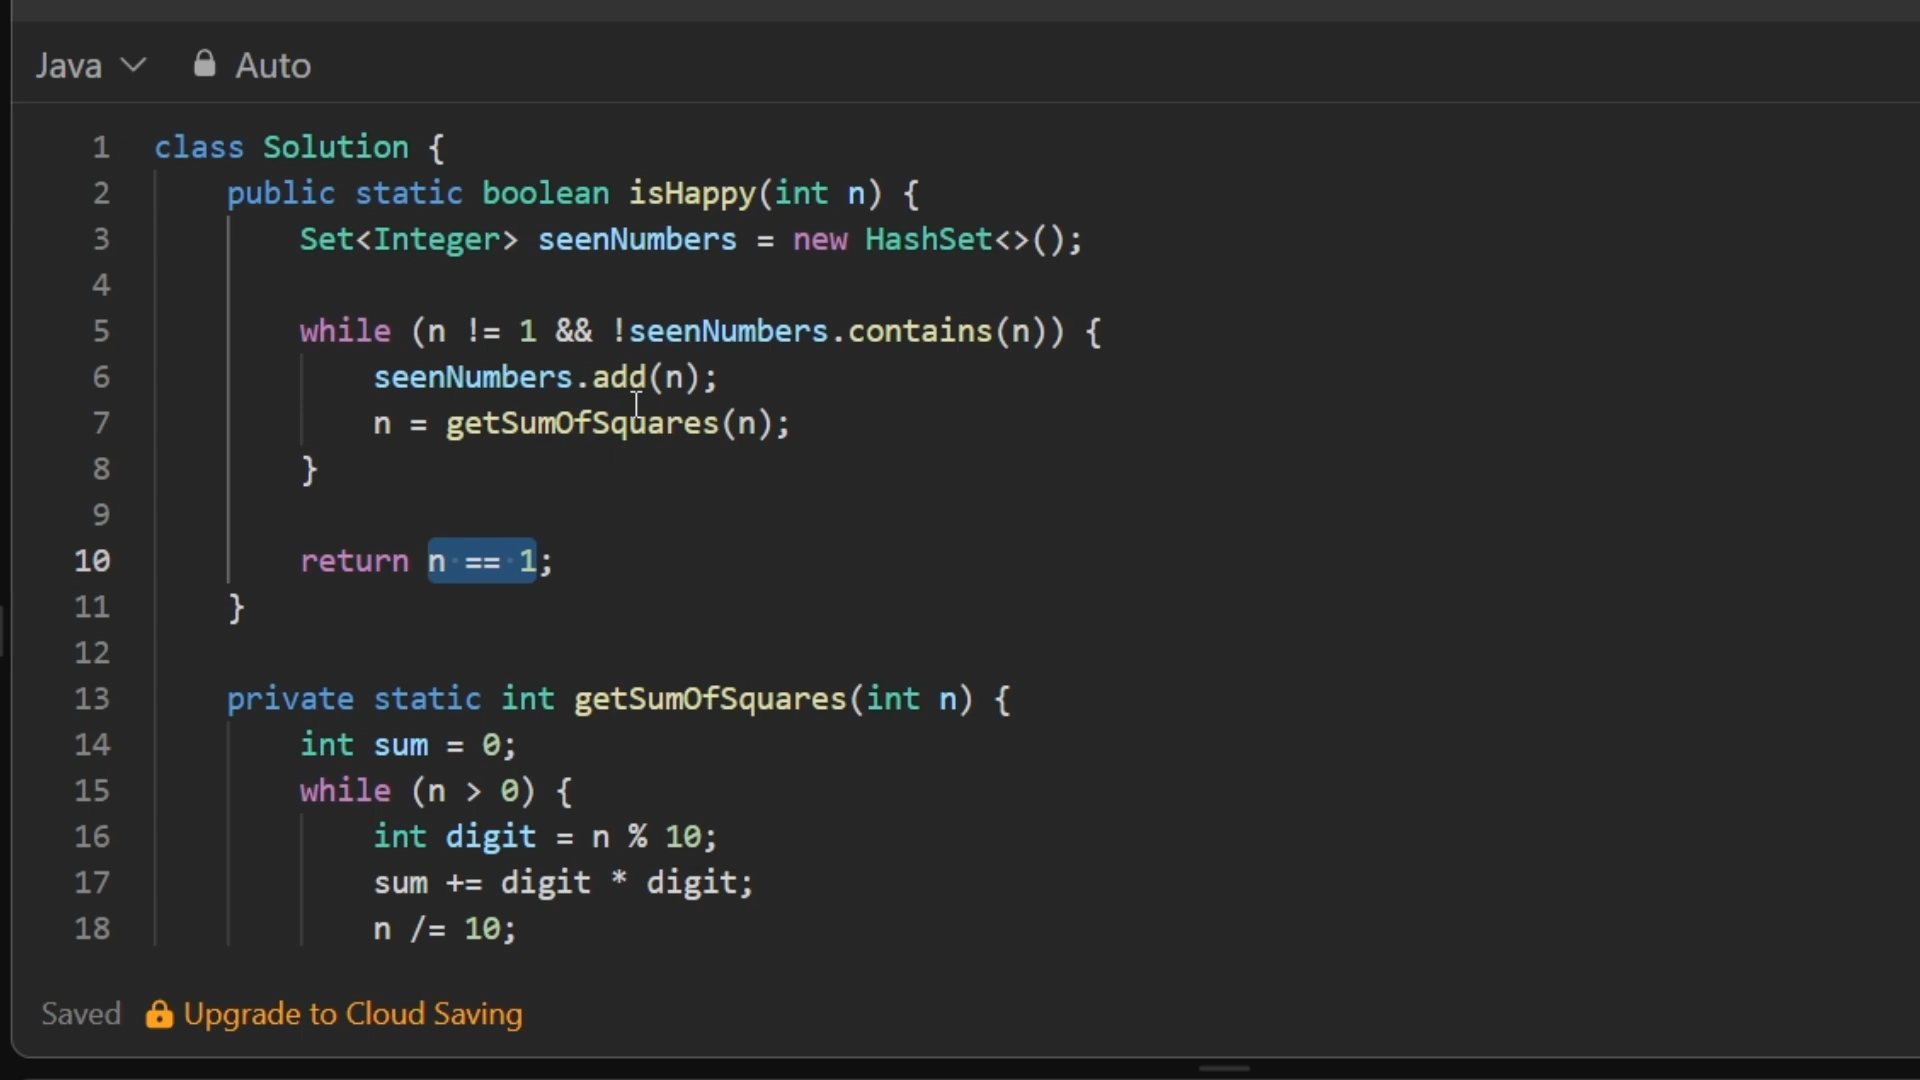 Java Auto
1 class Solution {
2 public static boolean isHappy(int n) {
3 Set<Integer> seenNumbers = new HashSet<>();
4
5 while (n != 1 && !seenNumbers.contains(n)) {
6 seenNumbers.add(n);
7 n = getSumOfSquares(n);
8 }
9
10 return n == 1;
11 }
12
13 private static int getSumOfSquares(int n) {
14 int sum = 0;
15 while (n > 0) {
16 int digit = n % 10;
17 sum += digit * digit;
18 n /= 10;
Saved Upgrade to Cloud Saving